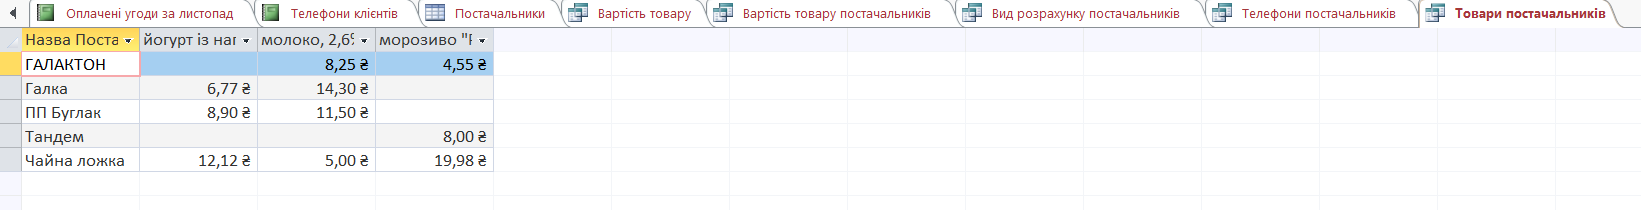 Оплачені угоди за листопад Телефони клієнтів Постачальники Вартість товару Вартість товару постачальників Вид розрахунку постачальників Телефони постачальників Товари постачальників
Назва Поста йогурт із наг молоко, 2,6% морозиво "Р
ГАЛАКТОН 8,25 ₴ 4,55 ₴
Галка 6,77 ₴ 14,30 ₴
ПП Буглак 8,90 ₴ 11,50 ₴
Тандем 8,00 ₴
Чайна ложка 12,12 ₴ 5,00 ₴ 19,98 ₴